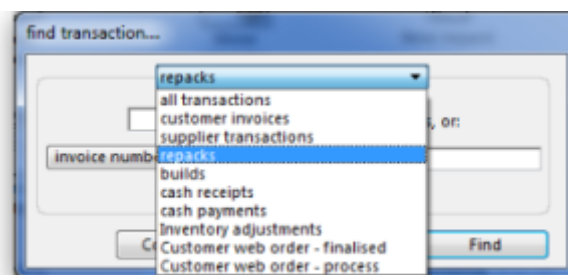 find transaction...
repacks
all transactions
customer invoices
supplier transactions
, or:
repacks
invoice numb
builds
cash receipts
cash payments
Inventory adjustments
Customer web order - finalised
Find
Customer web order - process